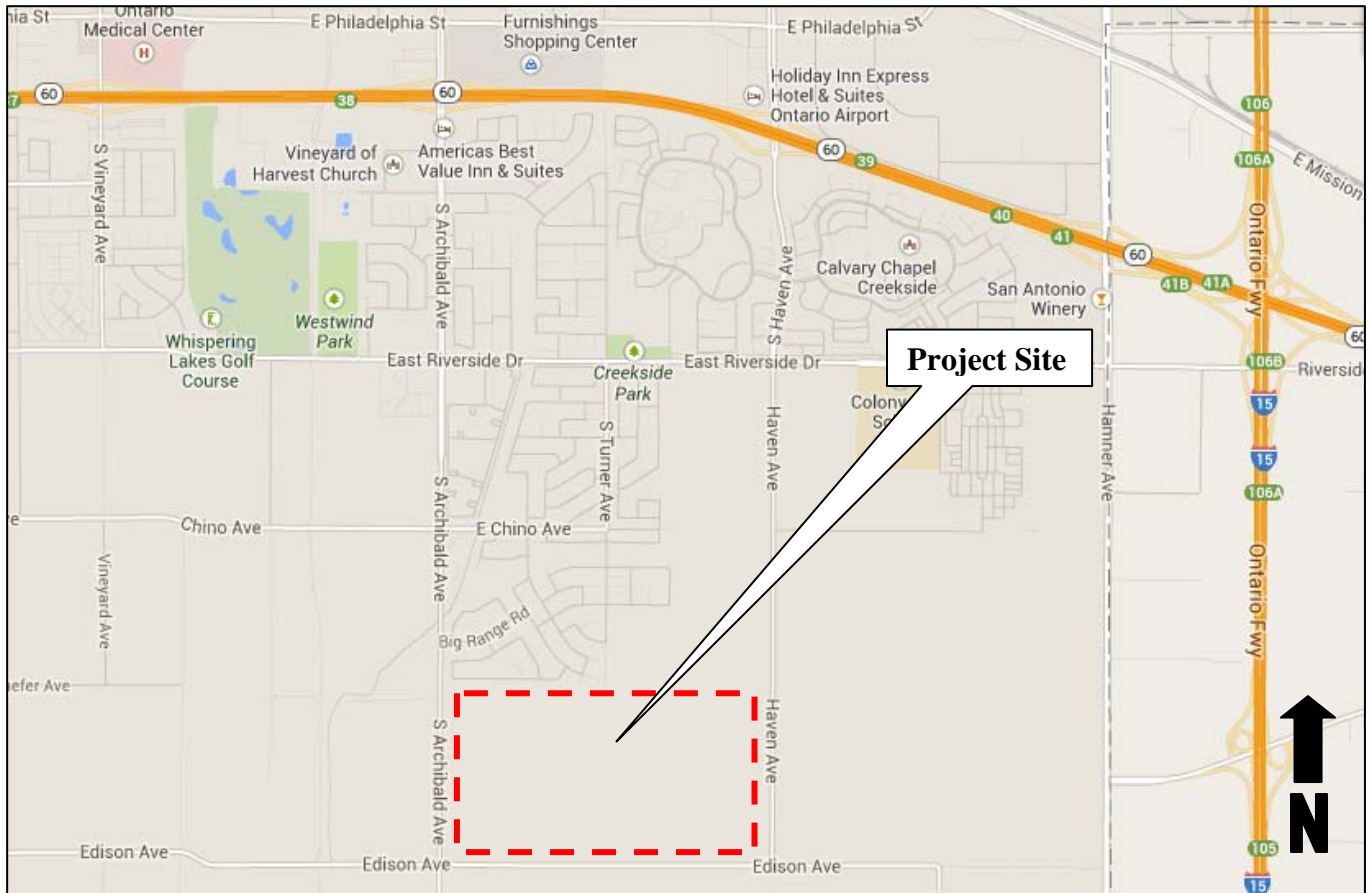 E Philadelphia St
E Philadelphia St
Ontario
Medical Center
H
Furnishings
Shopping Center
60
38
60
Holiday Inn Express
Hotel & Suites
Ontario Airport
106
106A
E Mission
S Vineyard Ave
Vineyard of
Harvest Church
Americas Best
Value Inn & Suites
60
39
S Archibald Ave
40
41
60
41B
41A
Ontario Fwy
S Haven Ave
Calvary Chapel
Creekside
San Antonio
Winery
Whispering
Lakes Golf
Course
Westwind
Park
East Riverside Dr
Creekside
Park
East Riverside Dr
Project Site
106B
15
Colony
Haven Ave
Hamner Ave
S Turner Ave
15
106A
S Archibald Ave
Chino Ave
E Chino Ave
Vineyard Ave
Ontario Fwy
Big Range Rd
S Archibald Ave
Haven Ave
N
Edison Ave
Edison Ave
Edison Ave
105
15